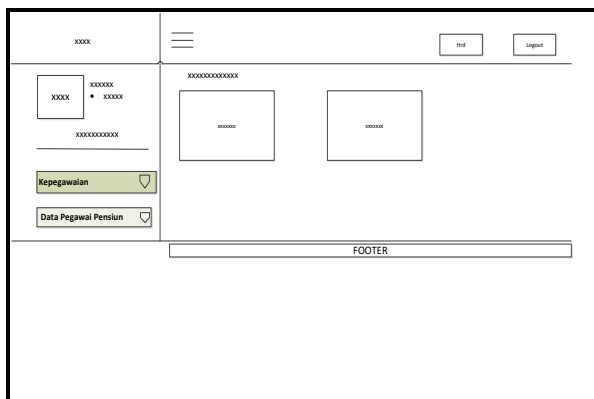 xxxx
Hrd
Logout
xxxxxxxxxxxxx
xxxx
xxxxxx
• xxxxx
xxxxxxx
xxxxxxx
xxxxxxxxxxx
Kepegawaian
Data Pegawai Pensiun
FOOTER